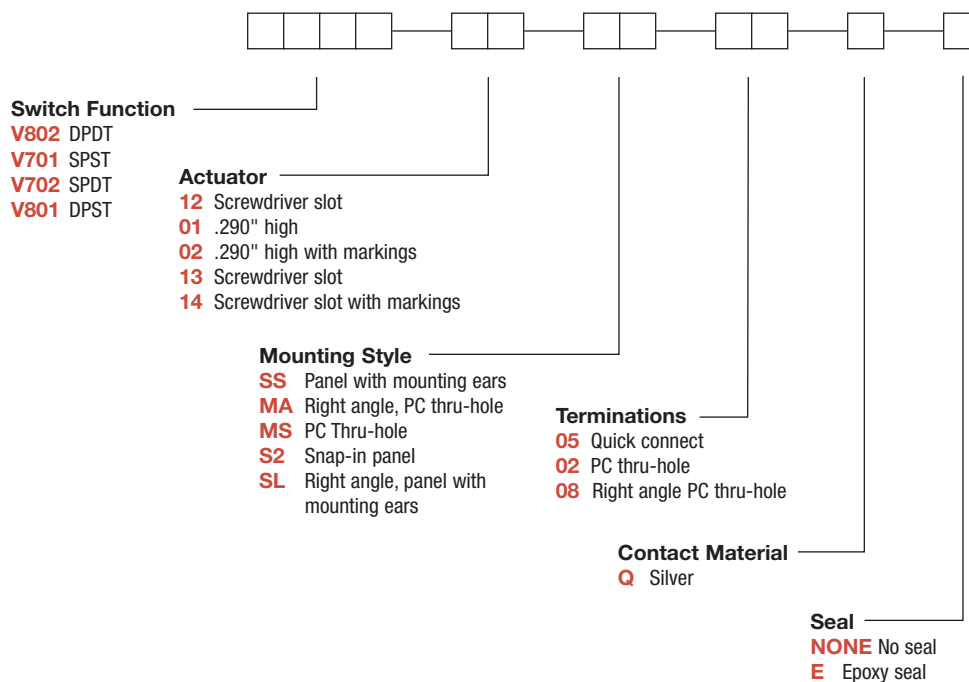 Switch Function
V802 DPDT
V701 SPST
V702 SPDT
V801 DPST
Actuator
12 Screwdriver slot
01 .290" high
02 .290" high with markings
13 Screwdriver slot
14 Screwdriver slot with markings
Mounting Style
SS Panel with mounting ears
MA Right angle, PC thru-hole
MS PC Thru-hole
S2 Snap-in panel
SL Right angle, panel with
mounting ears
Terminations
05 Quick connect
02 PC thru-hole
08 Right angle PC thru-hole
Contact Material
Q Silver
Seal
NONE No seal
E Epoxy seal